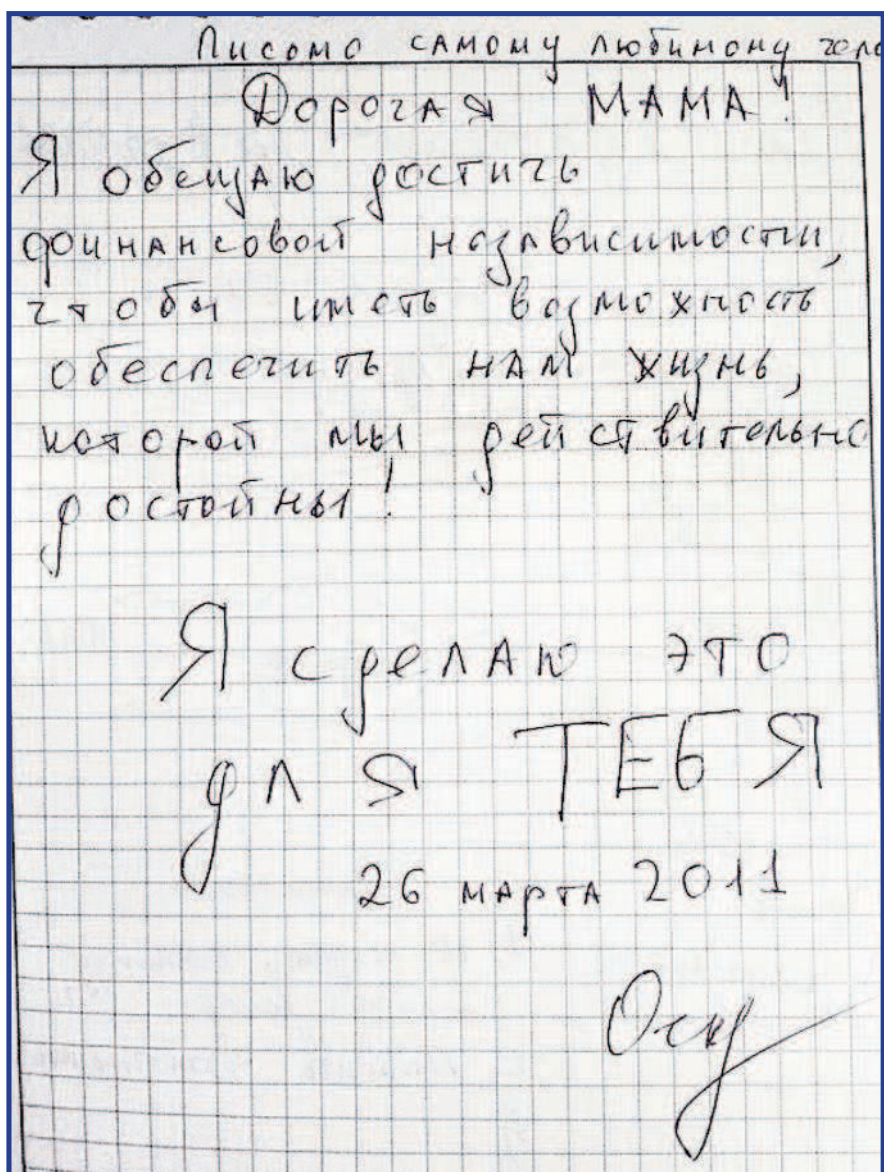 Письмо самому любимому чело
Дорогая МАМА!
Я обещаю достичь
финансовой независимости,
чтобы иметь возможность
обеспечить нам жизнь,
которой мы действительно
достойны!
Я сделаю это
для ТЕБЯ
26 марта 2011